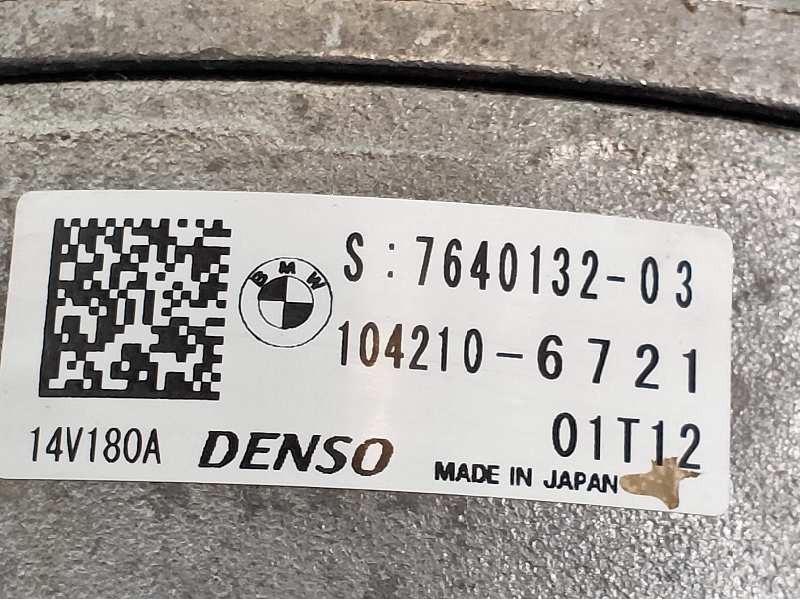 BMW
S:7640132-03
104210-6721
01T12
14V180A
DENSO
MADE IN JAPAN